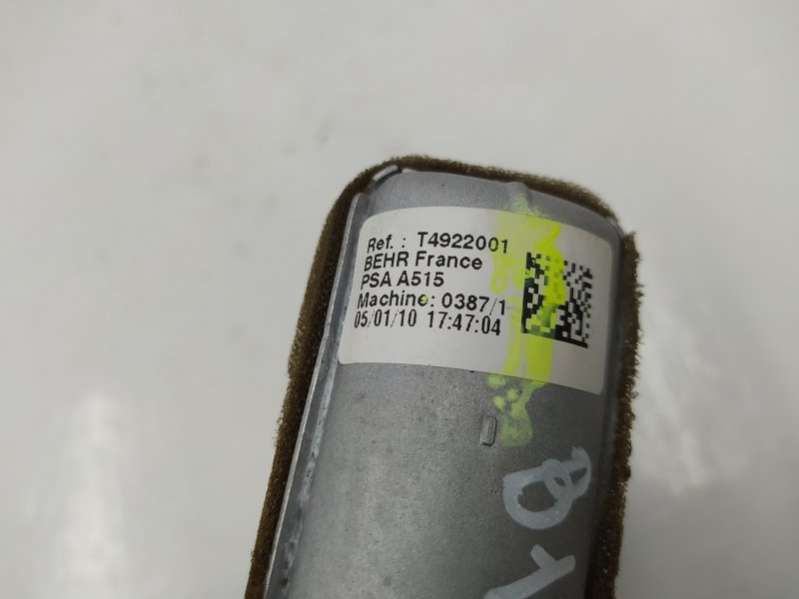 Ref. : T4922001
BEHR France
PSA A515
Machine: 0387/1
05/01/10 17:47:04